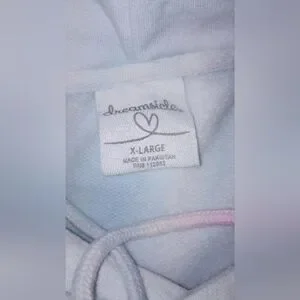 dreamsicle
X-LARGE
MADE IN PAKISTAN